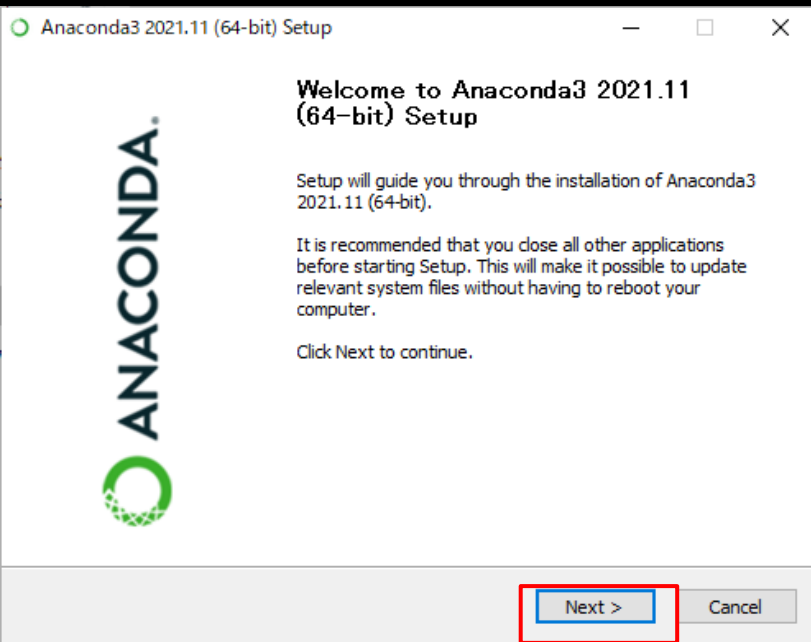 Anaconda3 2021.11 (64-bit) Setup
Welcome to Anaconda3 2021.11
(64-bit) Setup
Setup will guide you through the installation of Anaconda3
2021.11 (64-bit).
It is recommended that you close all other applications
before starting Setup. This will make it possible to update
relevant system files without having to reboot your
computer.
Click Next to continue.
ANACONDA.
Next >
Cancel